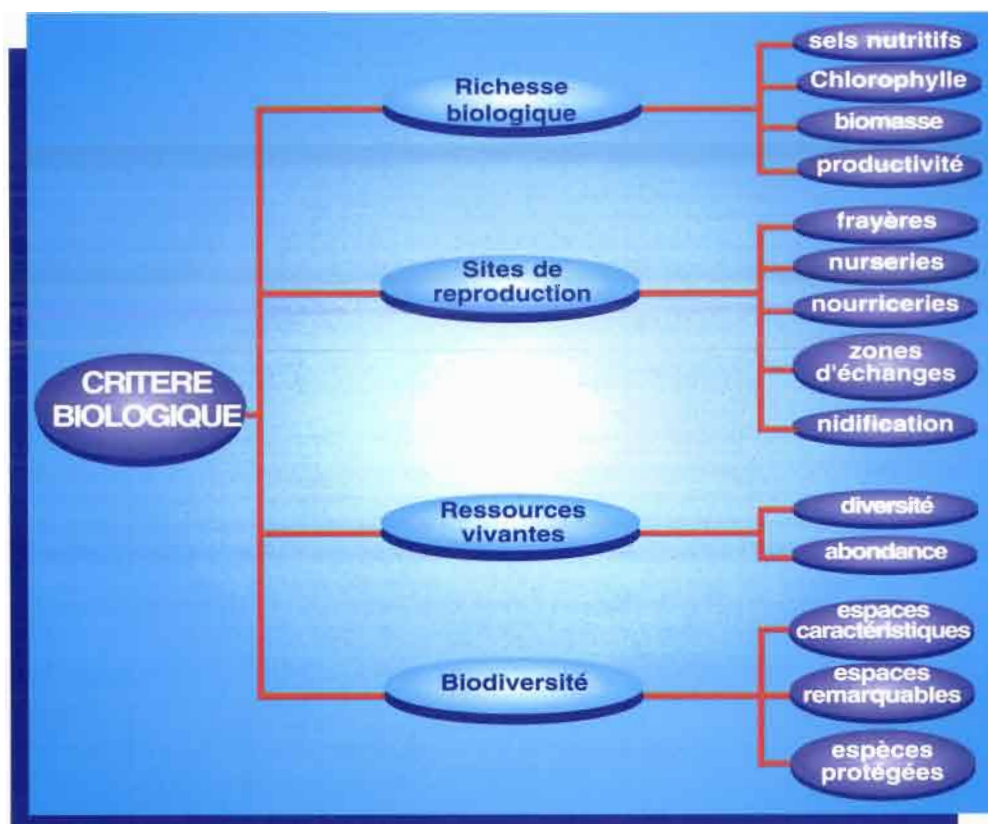 CRITERE
BIOLOGIQUE
Richesse
biologique
sels nutritifs
Chlorophylle
biomasse
productivité
Sites de
reproduction
frayères
nurseries
nourriceries
zones
d'échanges
nidification
Ressources
vivantes
diversité
abondance
Biodiversité
espaces
caractéristiques
espaces
remarquables
espèces
protégées